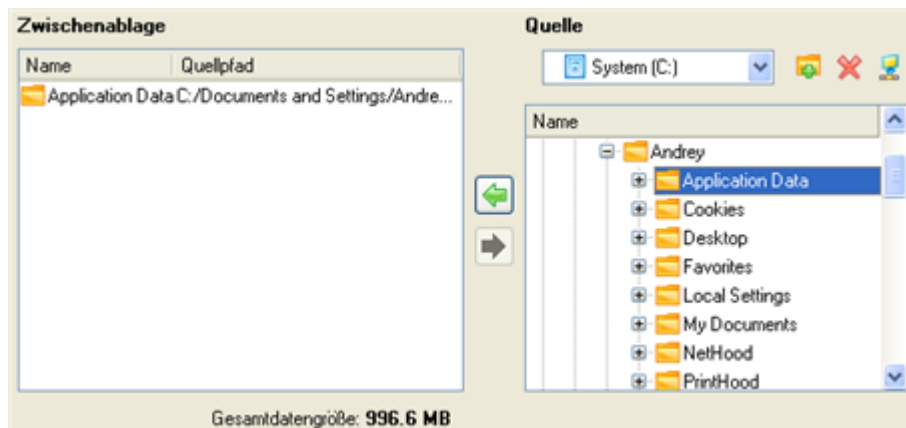 Zwischenablage
Name Quellpfad
Application Data C:/Documents and Settings/Andre...
Gesamtdatengröße: 996.6 MB
Quelle
System (C:)
Name
Andrey
Application Data
Cookies
Desktop
Favorites
Local Settings
My Documents
NetHood
PrintHood